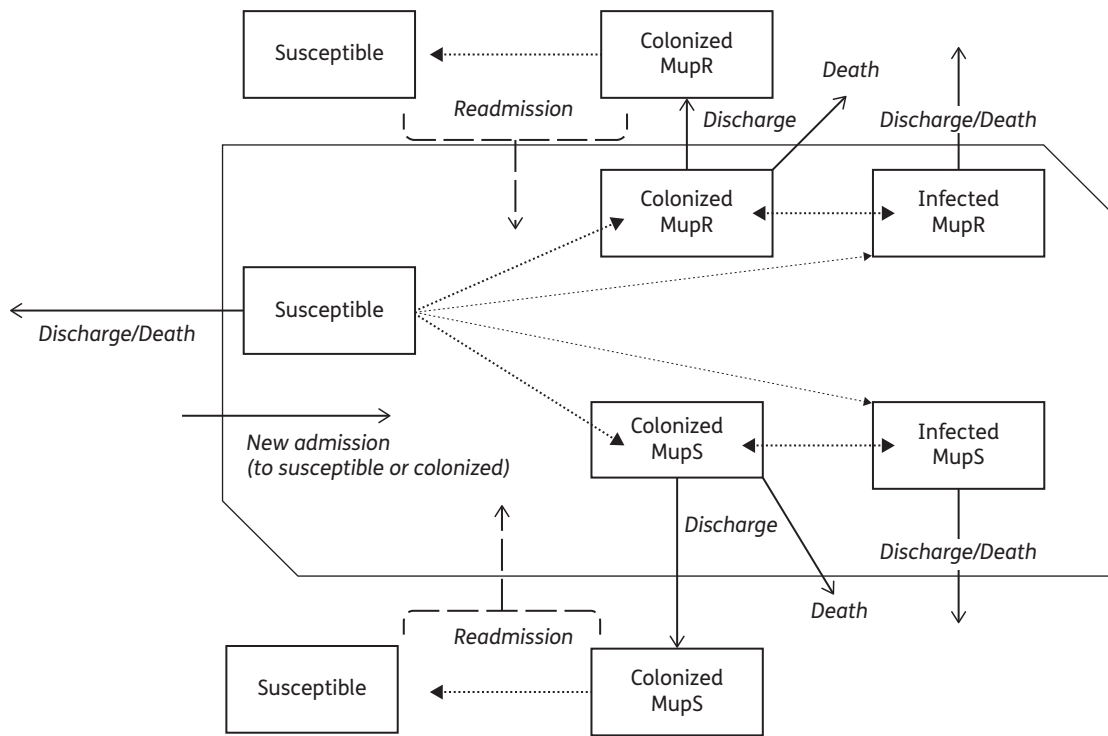 Susceptible
Colonized
MupR
Death
Readmission
Discharge
Discharge/Death
Colonized
MupR
Infected
MupR
Susceptible
Discharge/Death
New admission
(to susceptible or colonized)
Colonized
MupS
Infected
MupS
Discharge
Discharge/Death
Death
Readmission
Susceptible
Colonized
MupS